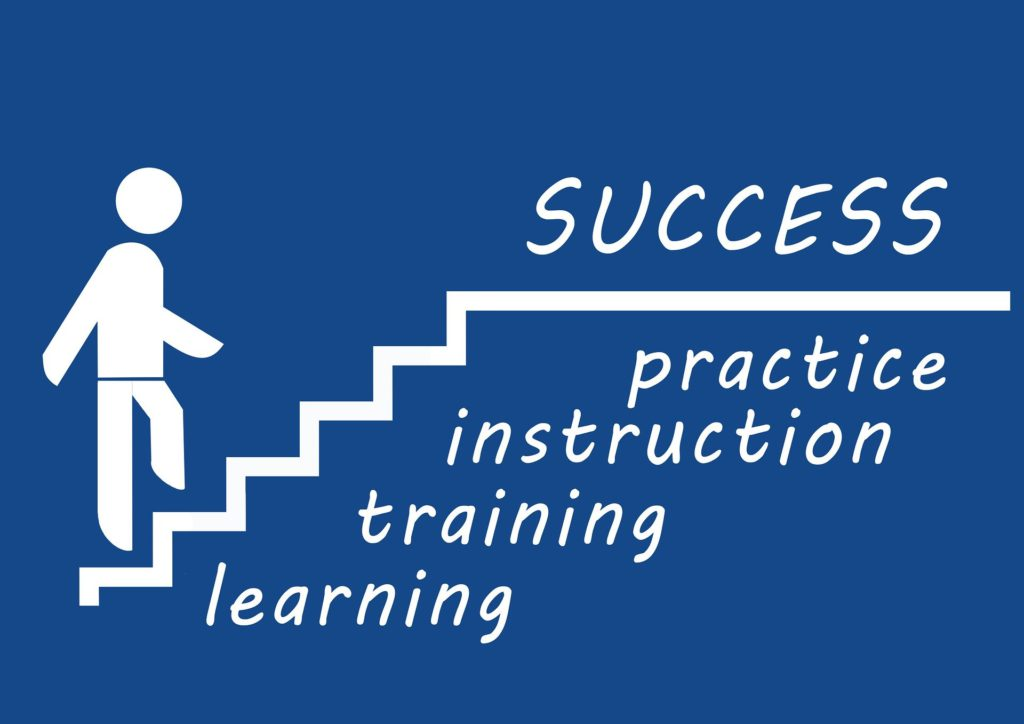 SUCCESS
practice
instruction
training
learning